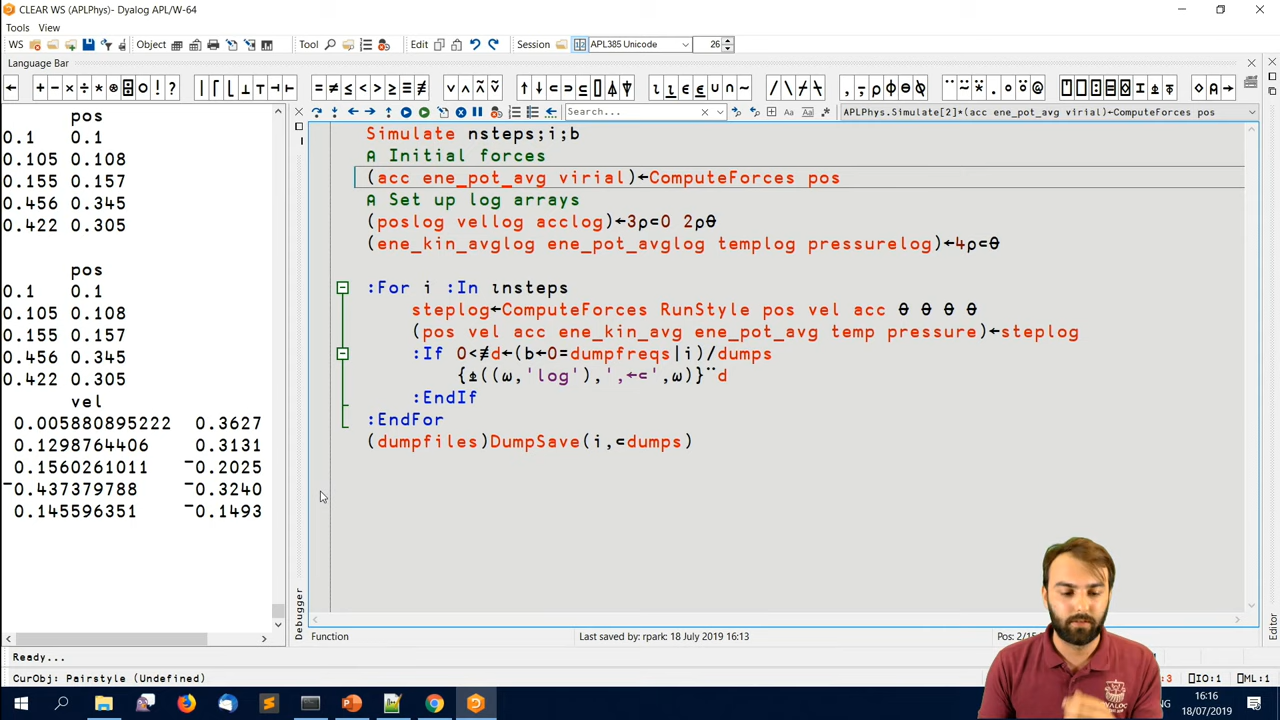 CLEAR WS (APLPhys) - Dyalog APL/W-64
Tools View
WS Object Tool Edit Session APL385 Unicode 26
Language Bar
← + - × ÷ * ⍟ ⌹ ○ ! ? | ⌈ ⌊ ⊥ ⊤ ⊣ ⊢ = ≠ ≤ < > ≥ ≡ ≢ ∨ ∧ ⍱ ⍲ ↑ ↓ ⊂ ⊃ ⊆ ⌷ ⍋ ⍒ / \ ⌿ ⍀
Search...
APLPhys.Simulate[2]*(acc ene_pot_avg virial)←ComputeForces pos
pos
0.1 0.1
0.105 0.108
0.155 0.157
0.456 0.345
0.422 0.305
pos
0.1 0.1
0.105 0.108
0.155 0.157
0.456 0.345
0.422 0.305
vel
0.005880895222 0.3627
0.1298764406 0.3131
0.1560261011 ¯0.2025
¯0.437379788 ¯0.3240
0.145596351 ¯0.1493
Simulate nsteps;i;b
⍝ Initial forces
(acc ene_pot_avg virial)←ComputeForces pos
⍝ Set up log arrays
(poslog vellog acclog)←3⍴⊂0 2⍴⍬
(ene_kin_avglog ene_pot_avglog templog pressurelog)←4⍴⊂⍬
:For i :In ⍳nsteps
steplog←ComputeForces RunStyle pos vel acc ⍬ ⍬ ⍬ ⍬
(pos vel acc ene_kin_avg ene_pot_avg temp pressure)←steplog
:If 0<≢d←(b←0=dumpfreqs|i)/dumps
{⍎((⍵,'log'),',←⊂',⍵)}¨d
:EndIf
:EndFor
(dumpfiles)DumpSave(i,⊂dumps)
Debugger
Editor
Function
Last saved by: rpark: 18 July 2019 16:13
Pos: 2/15
Ready...
CurObj: Pairstyle (Undefined)
:3
⎕IO:1
⎕ML:1
DYALOG
ENG
16:16
18/07/2019